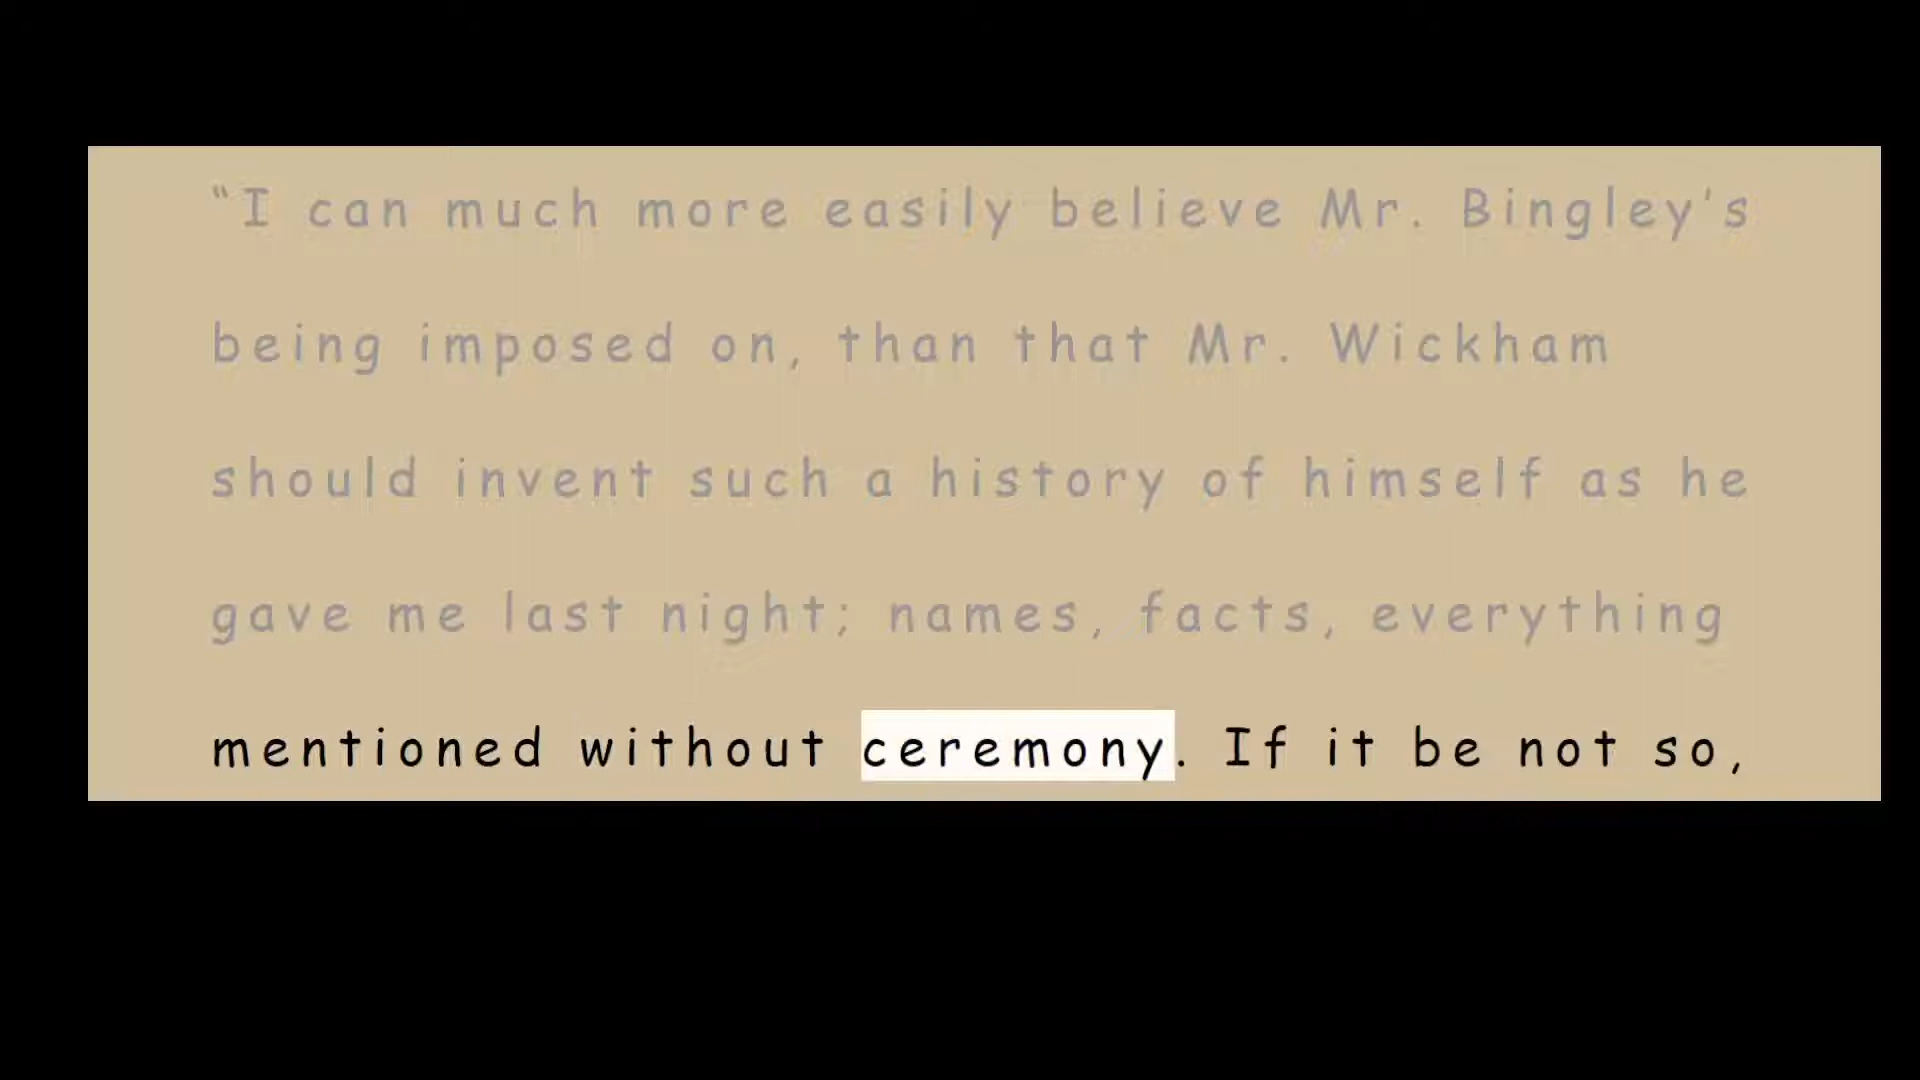 “I can much more easily believe Mr. Bingley’s
being imposed on, than that Mr. Wickham
should invent such a history of himself as he
gave me last night; names, facts, everything
mentioned without ceremony. If it be not so,